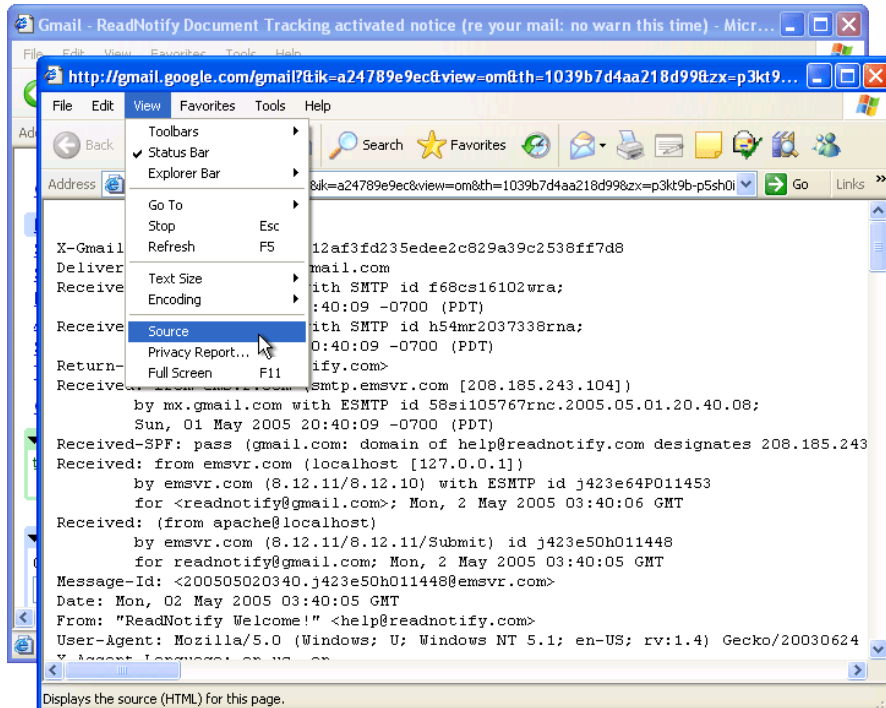 Gmail - ReadNotify Document Tracking activated notice (re your mail: no warn this time) - Micr...
File Edit View Favorites Tools Help
http://gmail.google.com/gmail?&ik=a24789e9ec&view=om&th=1039b7d4aa218d99&zx=p3kt9...
File Edit View Favorites Tools Help
Back Search Favorites
Address &ik=a24789e9ec&view=om&th=1039b7d4aa218d99&zx=p3kt9b-p5sh0i Go Links »
Toolbars
Status Bar
Explorer Bar
Go To
Stop Esc
Refresh F5
Text Size
Encoding
Source
Privacy Report...
Full Screen F11
X-Gmail 12af3fd235edee2c829a39c2538ff7d8
Deliver mail.com
Receive ith SMTP id f68cs16102wra;
:40:09 -0700 (PDT)
Receive ith SMTP id h54mr2037338rna;
0:40:09 -0700 (PDT)
Return- ify.com>
Received: from (smtp.emsvr.com [208.185.243.104])
by mx.gmail.com with ESMTP id 58si105767rnc.2005.05.01.20.40.08;
Sun, 01 May 2005 20:40:09 -0700 (PDT)
Received-SPF: pass (gmail.com: domain of help@readnotify.com designates 208.185.243
Received: from emsvr.com (localhost [127.0.0.1])
by emsvr.com (8.12.11/8.12.10) with ESMTP id j423e64P011453
for <readnotify@gmail.com>; Mon, 2 May 2005 03:40:06 GMT
Received: (from apache@localhost)
by emsvr.com (8.12.11/8.12.11/Submit) id j423e50h011448
for readnotify@gmail.com; Mon, 2 May 2005 03:40:05 GMT
Message-Id: <200505020340.j423e50h011448@emsvr.com>
Date: Mon, 02 May 2005 03:40:05 GMT
From: "ReadNotify Welcome!" <help@readnotify.com>
User-Agent: Mozilla/5.0 (Windows; U; Windows NT 5.1; en-US; rv:1.4) Gecko/20030624
Displays the source (HTML) for this page.